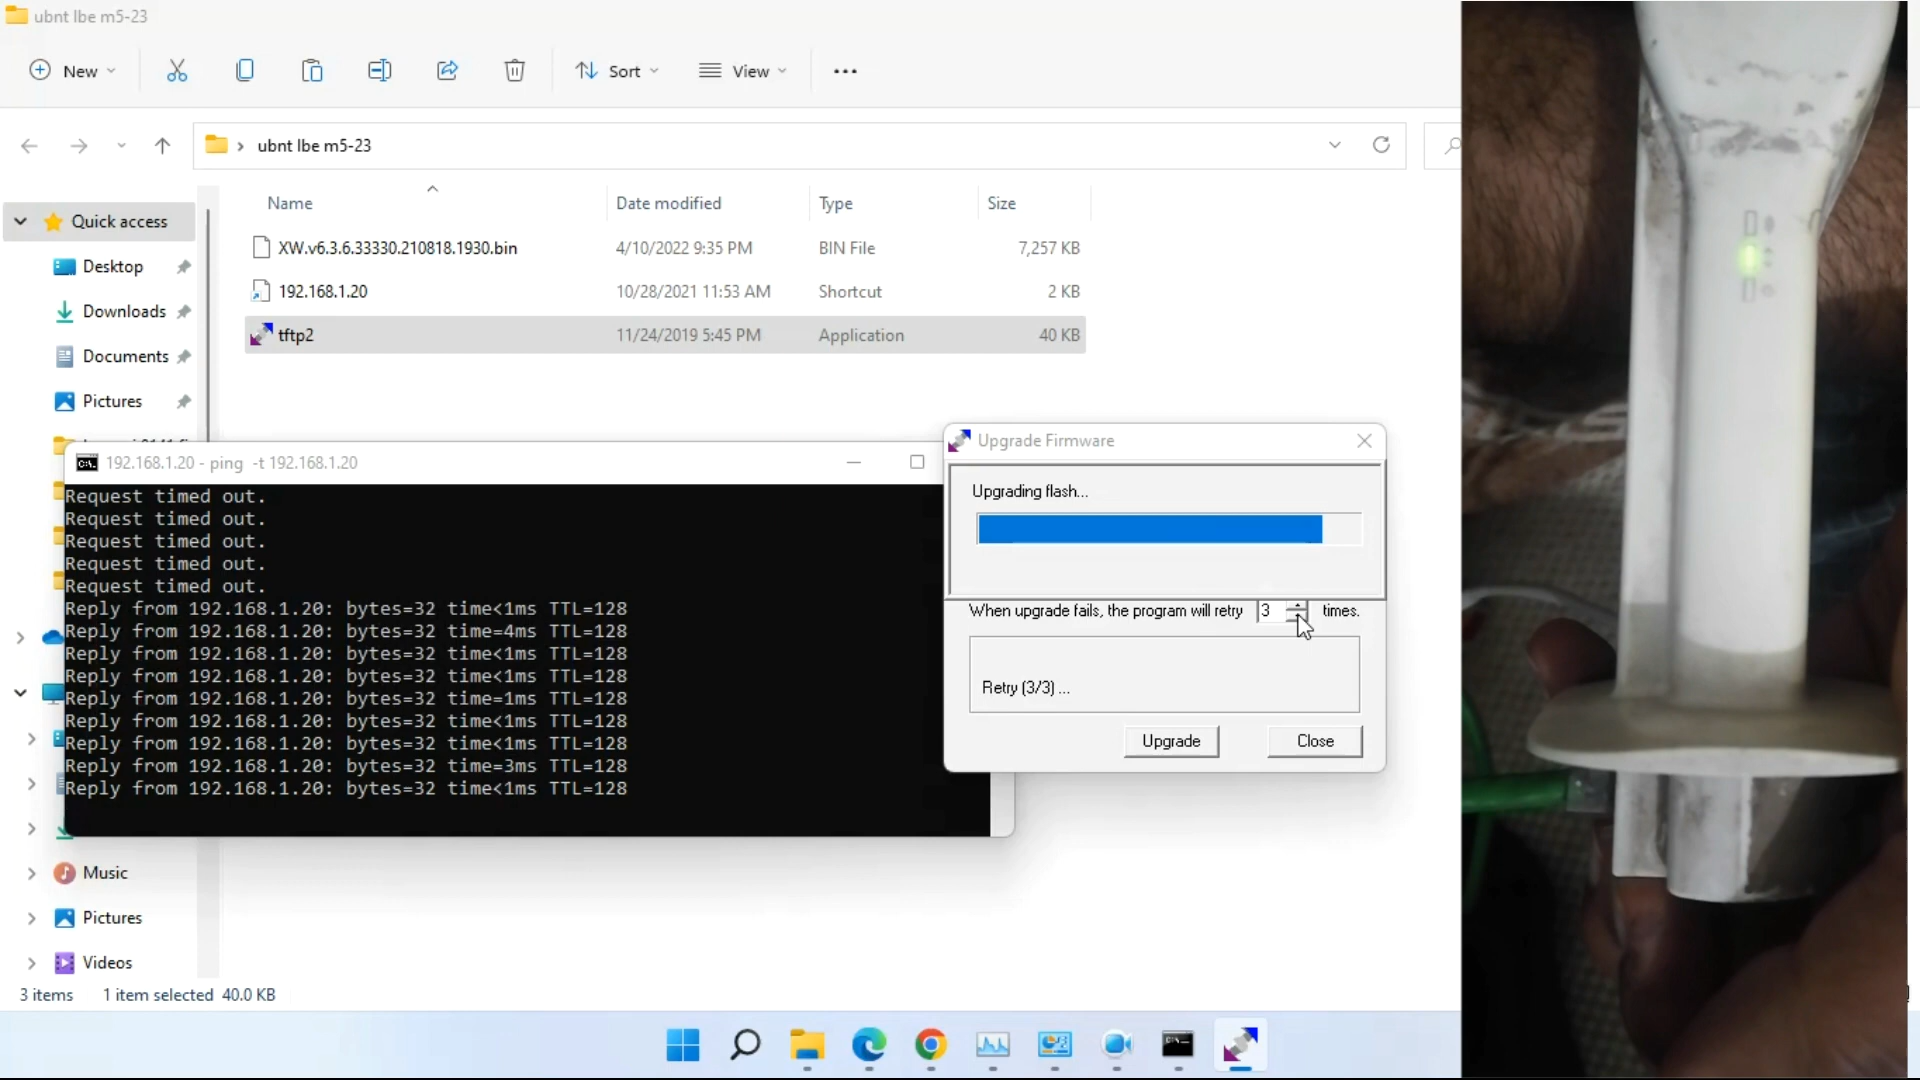 ubnt lbe m5-23
New
Sort
View
ubnt lbe m5-23
Name
Date modified
Type
Size
Quick access
XW.v6.3.6.33330.210818.1930.bin
4/10/2022 9:35 PM
BIN File
7,257 KB
Desktop
192.168.1.20
10/28/2021 11:53 AM
Shortcut
2 KB
Downloads
tftp2
11/24/2019 5:45 PM
Application
40 KB
Documents
Pictures
192.168.1.20 - ping -t 192.168.1.20
Request timed out.
Request timed out.
Request timed out.
Request timed out.
Request timed out.
Reply from 192.168.1.20: bytes=32 time<1ms TTL=128
Reply from 192.168.1.20: bytes=32 time=4ms TTL=128
Reply from 192.168.1.20: bytes=32 time<1ms TTL=128
Reply from 192.168.1.20: bytes=32 time<1ms TTL=128
Reply from 192.168.1.20: bytes=32 time=1ms TTL=128
Reply from 192.168.1.20: bytes=32 time<1ms TTL=128
Reply from 192.168.1.20: bytes=32 time<1ms TTL=128
Reply from 192.168.1.20: bytes=32 time=3ms TTL=128
Reply from 192.168.1.20: bytes=32 time<1ms TTL=128
Upgrade Firmware
Upgrading flash...
When upgrade fails, the program will retry 3 times.
Retry (3/3) ...
Upgrade
Close
Music
Pictures
Videos
3 items
1 item selected 40.0 KB